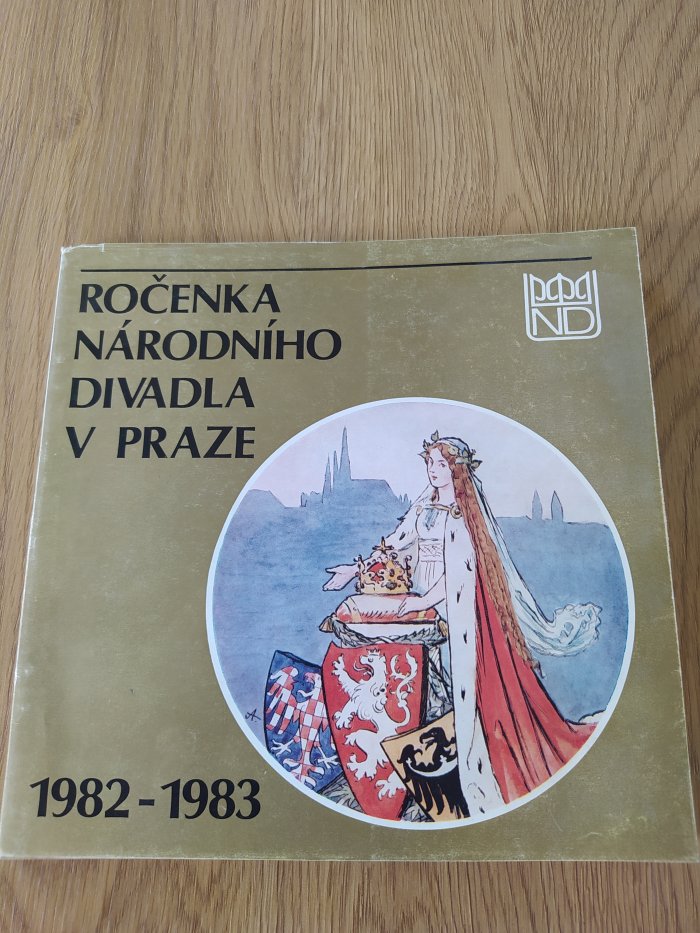 ROČENKA
NÁRODNÍHO
DIVADLA
V PRAZE
ND
1982-1983